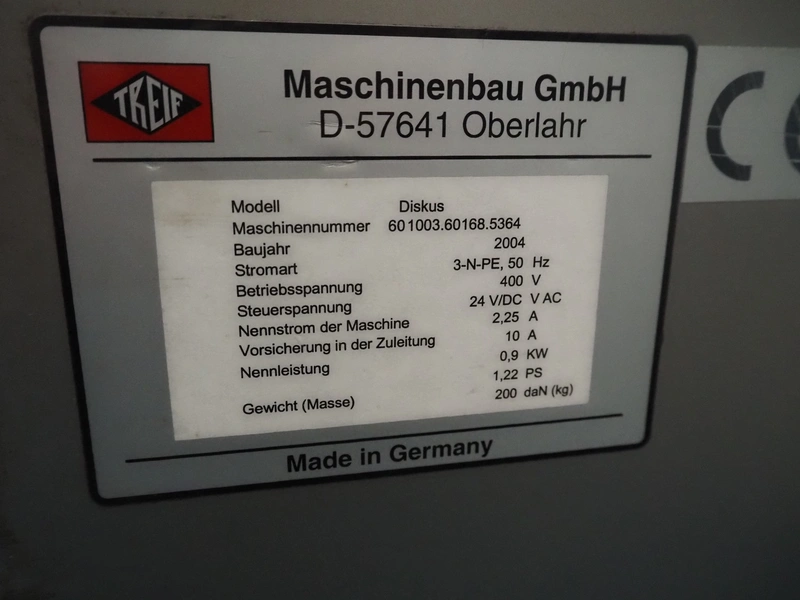 TREIF
Maschinenbau GmbH
D-57641 Oberlahr
Modell Diskus
Maschinennummer 60 1003.60168.5364
Baujahr 2004
Stromart 3-N-PE, 50 Hz
Betriebsspannung 400 V
Steuerspannung 24 V/DC V AC
Nennstrom der Maschine 2,25 A
Vorsicherung in der Zuleitung 10 A
Nennleistung 0,9 KW
1,22 PS
Gewicht (Masse) 200 daN (kg)
Made in Germany
CE